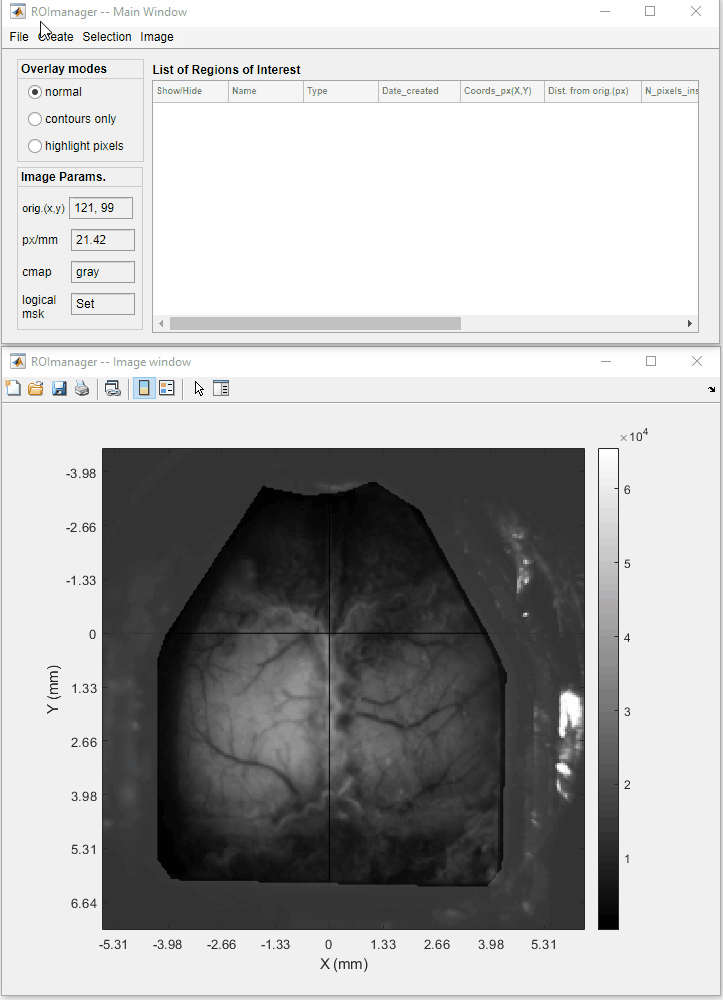 ROImanager -- Main Window
File Create Selection Image
Overlay modes
normal
contours only
highlight pixels
Image Params.
orig.(x,y) 121, 99
px/mm 21.42
cmap gray
logical
msk
Set
List of Regions of Interest
Show/Hide Name Type Date_created Coords_px(X,Y) Dist. from orig.(px) N_pixels_ins
ROImanager -- Image window
×10^4
6
5
4
3
2
1
Y (mm)
-3.98
-2.66
-1.33
0
1.33
2.66
3.98
5.31
6.64
-5.31 -3.98 -2.66 -1.33 0 1.33 2.66 3.98 5.31
X (mm)